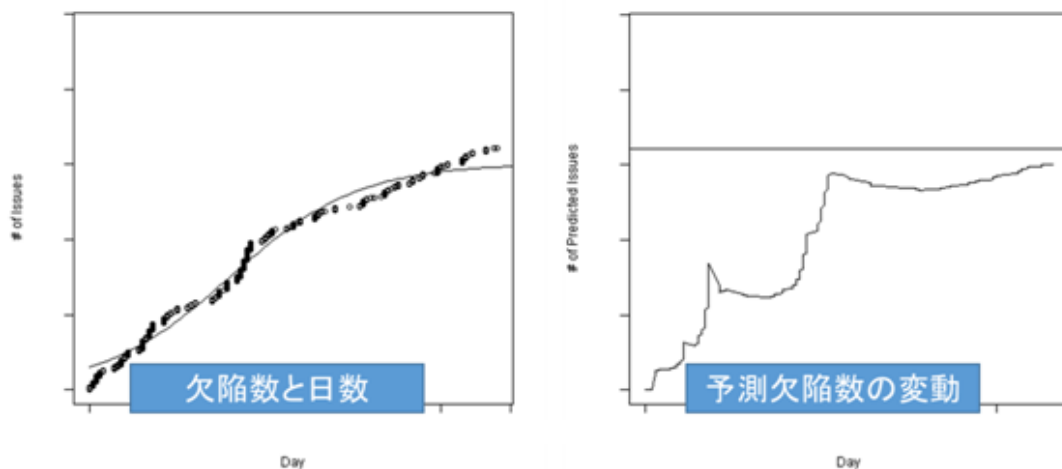 # of Issues
欠陥数と日数
Day
# of Predicted Issues
予測欠陥数の変動
Day